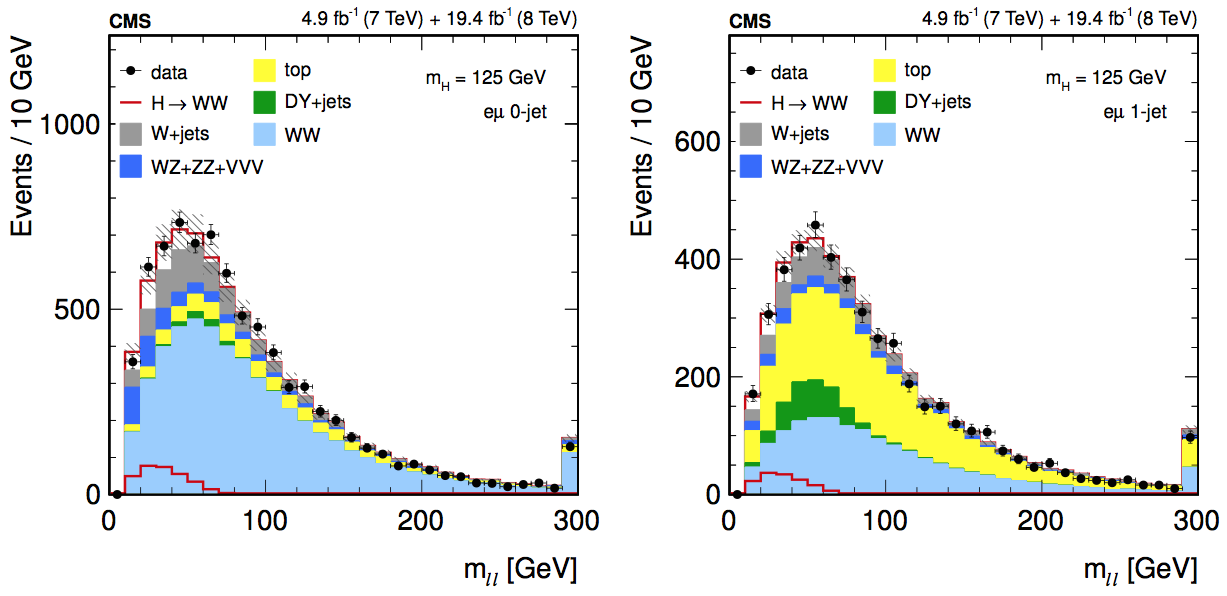 CMS 4.9 fb⁻¹ (7 TeV) + 19.4 fb⁻¹ (8 TeV)
Events / 10 GeV
1000
500
0
data
H → WW
W+jets
WZ+ZZ+VVV
top
DY+jets
WW
m_H = 125 GeV
eμ 0-jet
0 100 200 300
m_ll [GeV]
CMS 4.9 fb⁻¹ (7 TeV) + 19.4 fb⁻¹ (8 TeV)
Events / 10 GeV
600
400
200
0
data
H → WW
W+jets
WZ+ZZ+VVV
top
DY+jets
WW
m_H = 125 GeV
eμ 1-jet
0 100 200 300
m_ll [GeV]